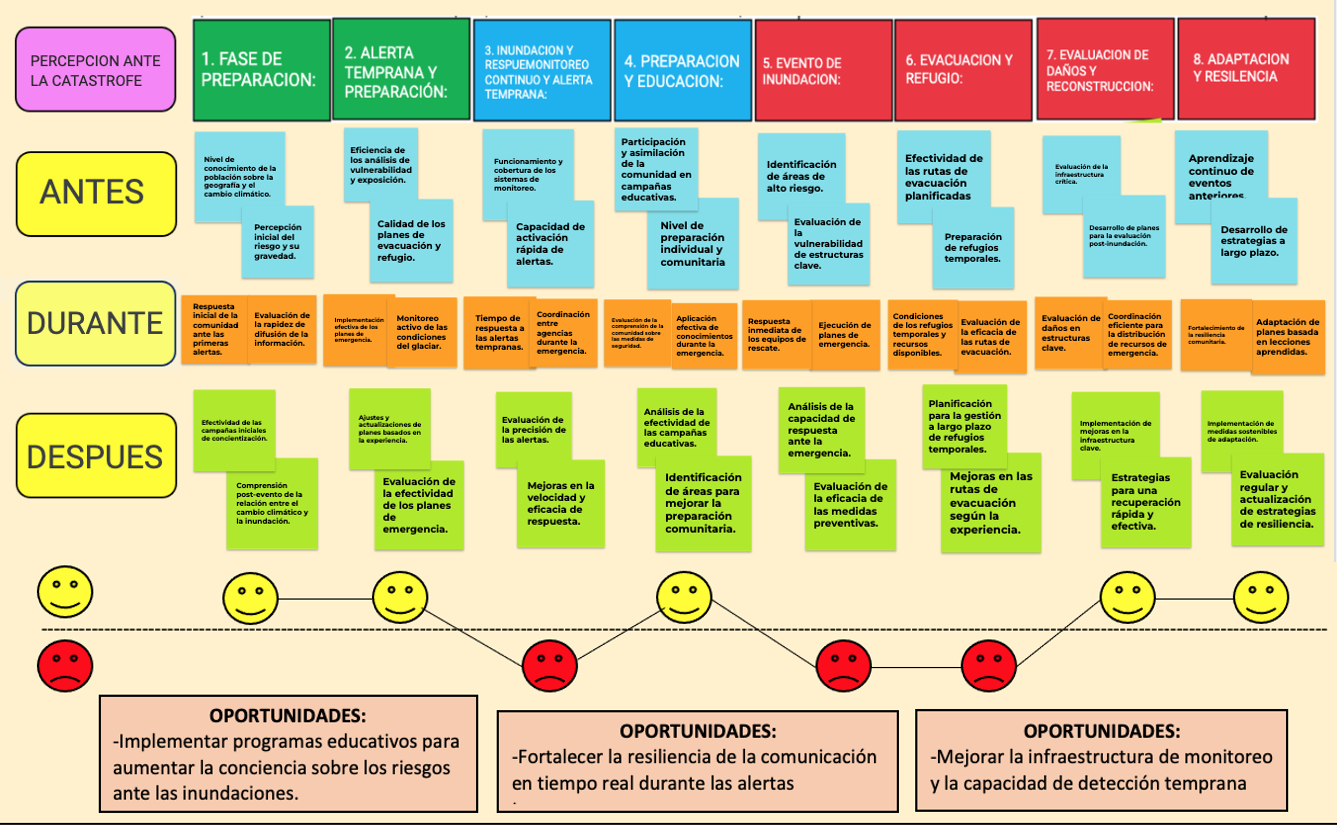 PERCEPCION ANTE
LA CATASTROFE
1. FASE DE
PREPARACION:
2. ALERTA
TEMPRANA Y
PREPARACIÓN:
3. INUNDACION Y
RESPUEMONITOREO
CONTINUO Y ALERTA
TEMPRANA:
4. PREPARACION
Y EDUCACION:
5. EVENTO DE
INUNDACION:
6. EVACUACION Y
REFUGIO:
7. EVALUACION DE
DAÑOS Y
RECONSTRUCCION:
8. ADAPTACION
Y RESILENCIA
ANTES
Nivel de
conocimiento de la
población sobre la
geografía y el
cambio climático.
Percepción
inicial del
riesgo y su
gravedad.
Eficiencia de
los análisis de
vulnerabilidad
y exposición.
Calidad de los
planes de
evacuación y
refugio.
Funcionamiento y
cobertura de los
sistemas de
monitoreo.
Capacidad de
activación
rápida de
alertas.
Participación
y asimilación
de la
comunidad en
campañas
educativas.
Nivel de
preparación
individual y
comunitaria
Identificación
de áreas de
alto riesgo.
Evaluación de
la
vulnerabilidad
de estructuras
clave.
Efectividad de
las rutas de
evacuación
planificadas
Preparación
de refugios
temporales.
Evaluación de la
infraestructura
crítica.
Desarrollo de planes
para la evaluación
post-inundación.
Aprendizaje
continuo de
eventos
anteriores.
Desarrollo de
estrategias a
largo plazo.
DURANTE
Respuesta
inicial de la
comunidad
ante las
primeras
alertas.
Evaluación de
la rapidez de
difusión de la
información.
Implementación
efectiva de los
planes de
emergencia.
Monitoreo
activo de las
condiciones
del glaciar.
Tiempo de
respuesta a
las alertas
tempranas.
Coordinación
entre
agencias
durante la
emergencia.
Evaluación de la
comprensión de la
comunidad sobre
las medidas de
seguridad.
Aplicación
efectiva de
conocimientos
durante la
emergencia.
Respuesta
inmediata de
los equipos de
rescate.
Ejecución de
planes de
emergencia.
Condiciones
de los refugios
temporales y
recursos
disponibles.
Evaluación de
la eficacia de
las rutas de
evacuación.
Evaluación de
daños en
estructuras
clave.
Coordinación
eficiente para
la distribución
de recursos de
emergencia.
Fortalecimiento de
la resiliencia
comunitaria.
Adaptación de
planes basada
en lecciones
aprendidas.
DESPUES
Efectividad de las
campañas iniciales
de concientización.
Comprensión
post-evento de la
relación entre el
cambio climático y
la inundación.
Ajustes y
actualizaciones de
planes basados en
la experiencia.
Evaluación de
la efectividad
de los planes
de
emergencia.
Evaluación de
la precisión de
las alertas.
Mejoras en la
velocidad y
eficacia de
respuesta.
Análisis de la
efectividad de
las campañas
educativas.
Identificación
de áreas para
mejorar la
preparación
comunitaria.
Análisis de la
capacidad de
respuesta
ante la
emergencia.
Evaluación de
la eficacia de
las medidas
preventivas.
Planificación
para la gestión
a largo plazo
de refugios
temporales.
Mejoras en las
rutas de
evacuación
según la
experiencia.
Implementación de
mejoras en la
infraestructura
clave.
Estrategias
para una
recuperación
rápida y
efectiva.
Implementación de
medidas sostenibles
de adaptación.
Evaluación
regular y
actualización
de estrategias
de resiliencia.
OPORTUNIDADES:
-Implementar programas educativos para
aumentar la conciencia sobre los riesgos
ante las inundaciones.
OPORTUNIDADES:
-Fortalecer la resiliencia de la comunicación
en tiempo real durante las alertas
.
OPORTUNIDADES:
-Mejorar la infraestructura de monitoreo
y la capacidad de detección temprana